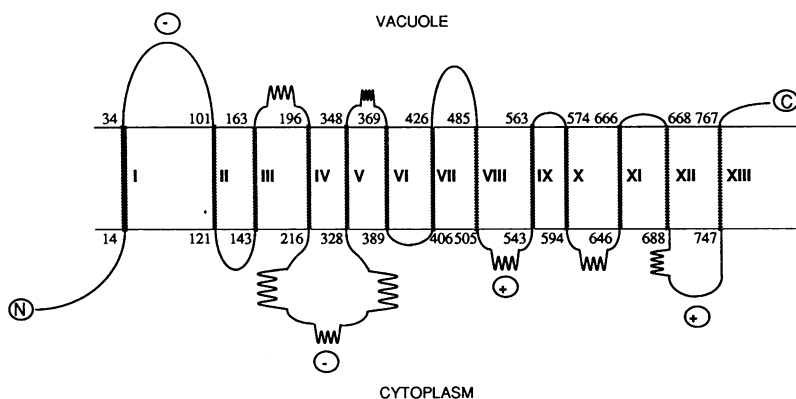 VACUOLE
-
34 101 163 196 348 369 426 485 563 574 666 668 767 C
I II III IV V VI VII VIII IX X XI XII XIII
14 121 143 216 328 389 406 505 543 594 646 688 747
N
+ +
-
CYTOPLASM